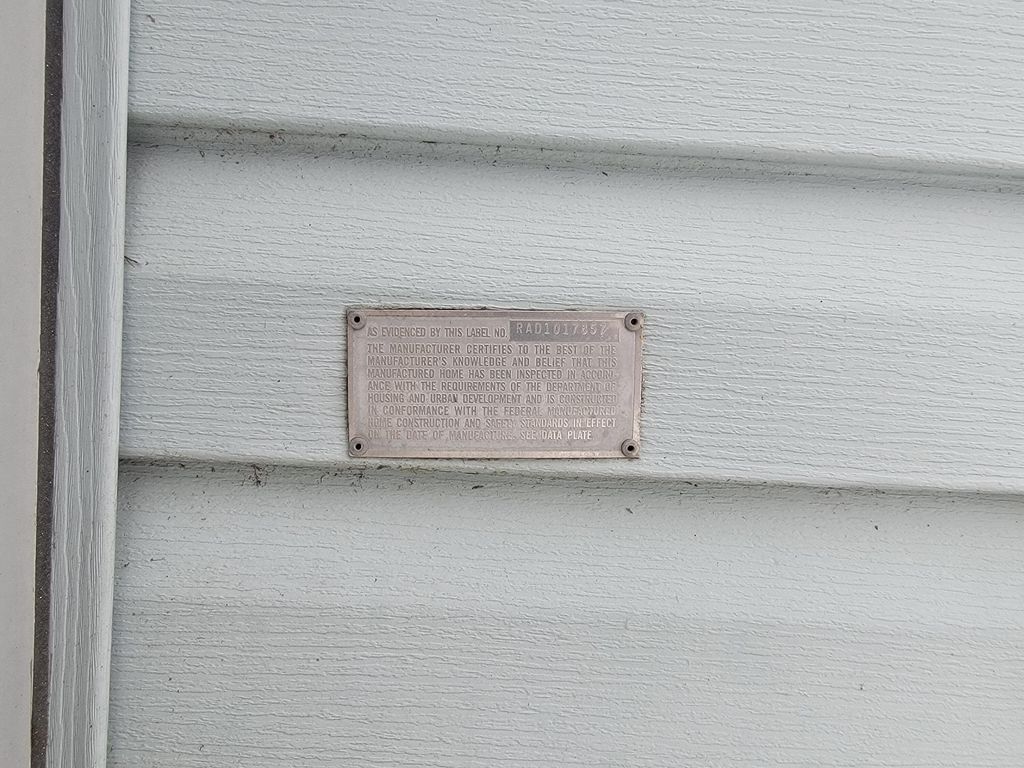 AS EVIDENCED BY THIS LABEL NO. RAD1017857
THE MANUFACTURER CERTIFIES TO THE BEST OF THE
MANUFACTURER'S KNOWLEDGE AND BELIEF THAT THIS
MANUFACTURED HOME HAS BEEN INSPECTED IN ACCORD-
ANCE WITH THE REQUIREMENTS OF THE DEPARTMENT OF
HOUSING AND URBAN DEVELOPMENT AND IS CONSTRUCTED
IN CONFORMANCE WITH THE FEDERAL MANUFACTURED
HOME CONSTRUCTION AND SAFETY STANDARDS IN EFFECT
ON THE DATE OF MANUFACTURE. SEE DATA PLATE